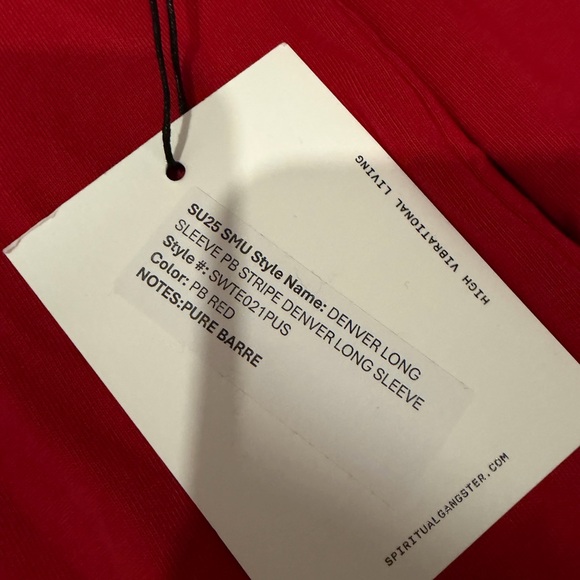 SU25 SMU Style Name: DENVER LONG
SLEEVE PB STRIPE DENVER LONG SLEEVE
Style #: SWTE021PUS
Color: PB RED
NOTES:PURE BARRE
HIGH VIBRATIONAL LIVING
SPIRITUALGANGSTER.COM